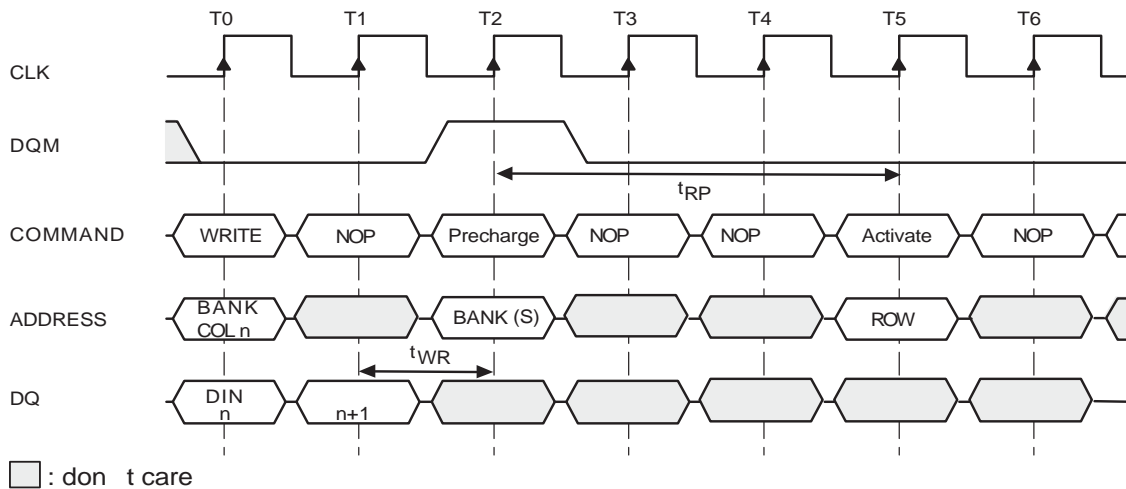 T0 T1 T2 T3 T4 T5 T6
CLK
DQM
tRP
COMMAND WRITE NOP Precharge NOP NOP Activate NOP
ADDRESS BANK COL n BANK (S) ROW
tWR
DQ DIN n n+1
: don t care